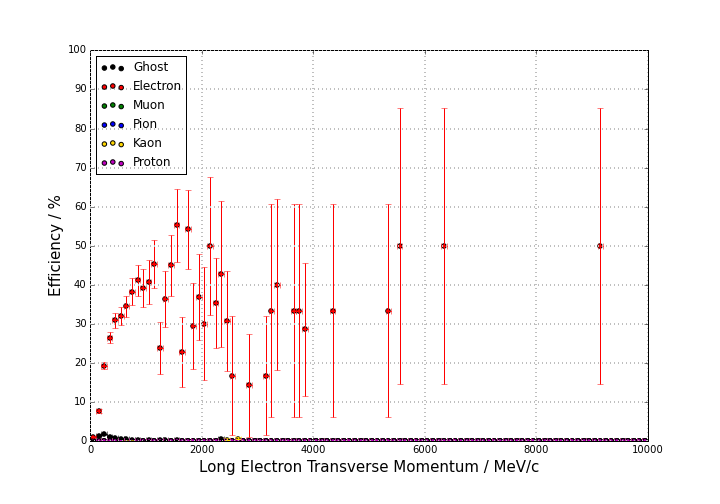 100
90
80
70
60
50
40
30
20
10
0
Efficiency / %
Ghost
Electron
Muon
Pion
Kaon
Proton
0 2000 4000 6000 8000 10000
Long Electron Transverse Momentum / MeV/c